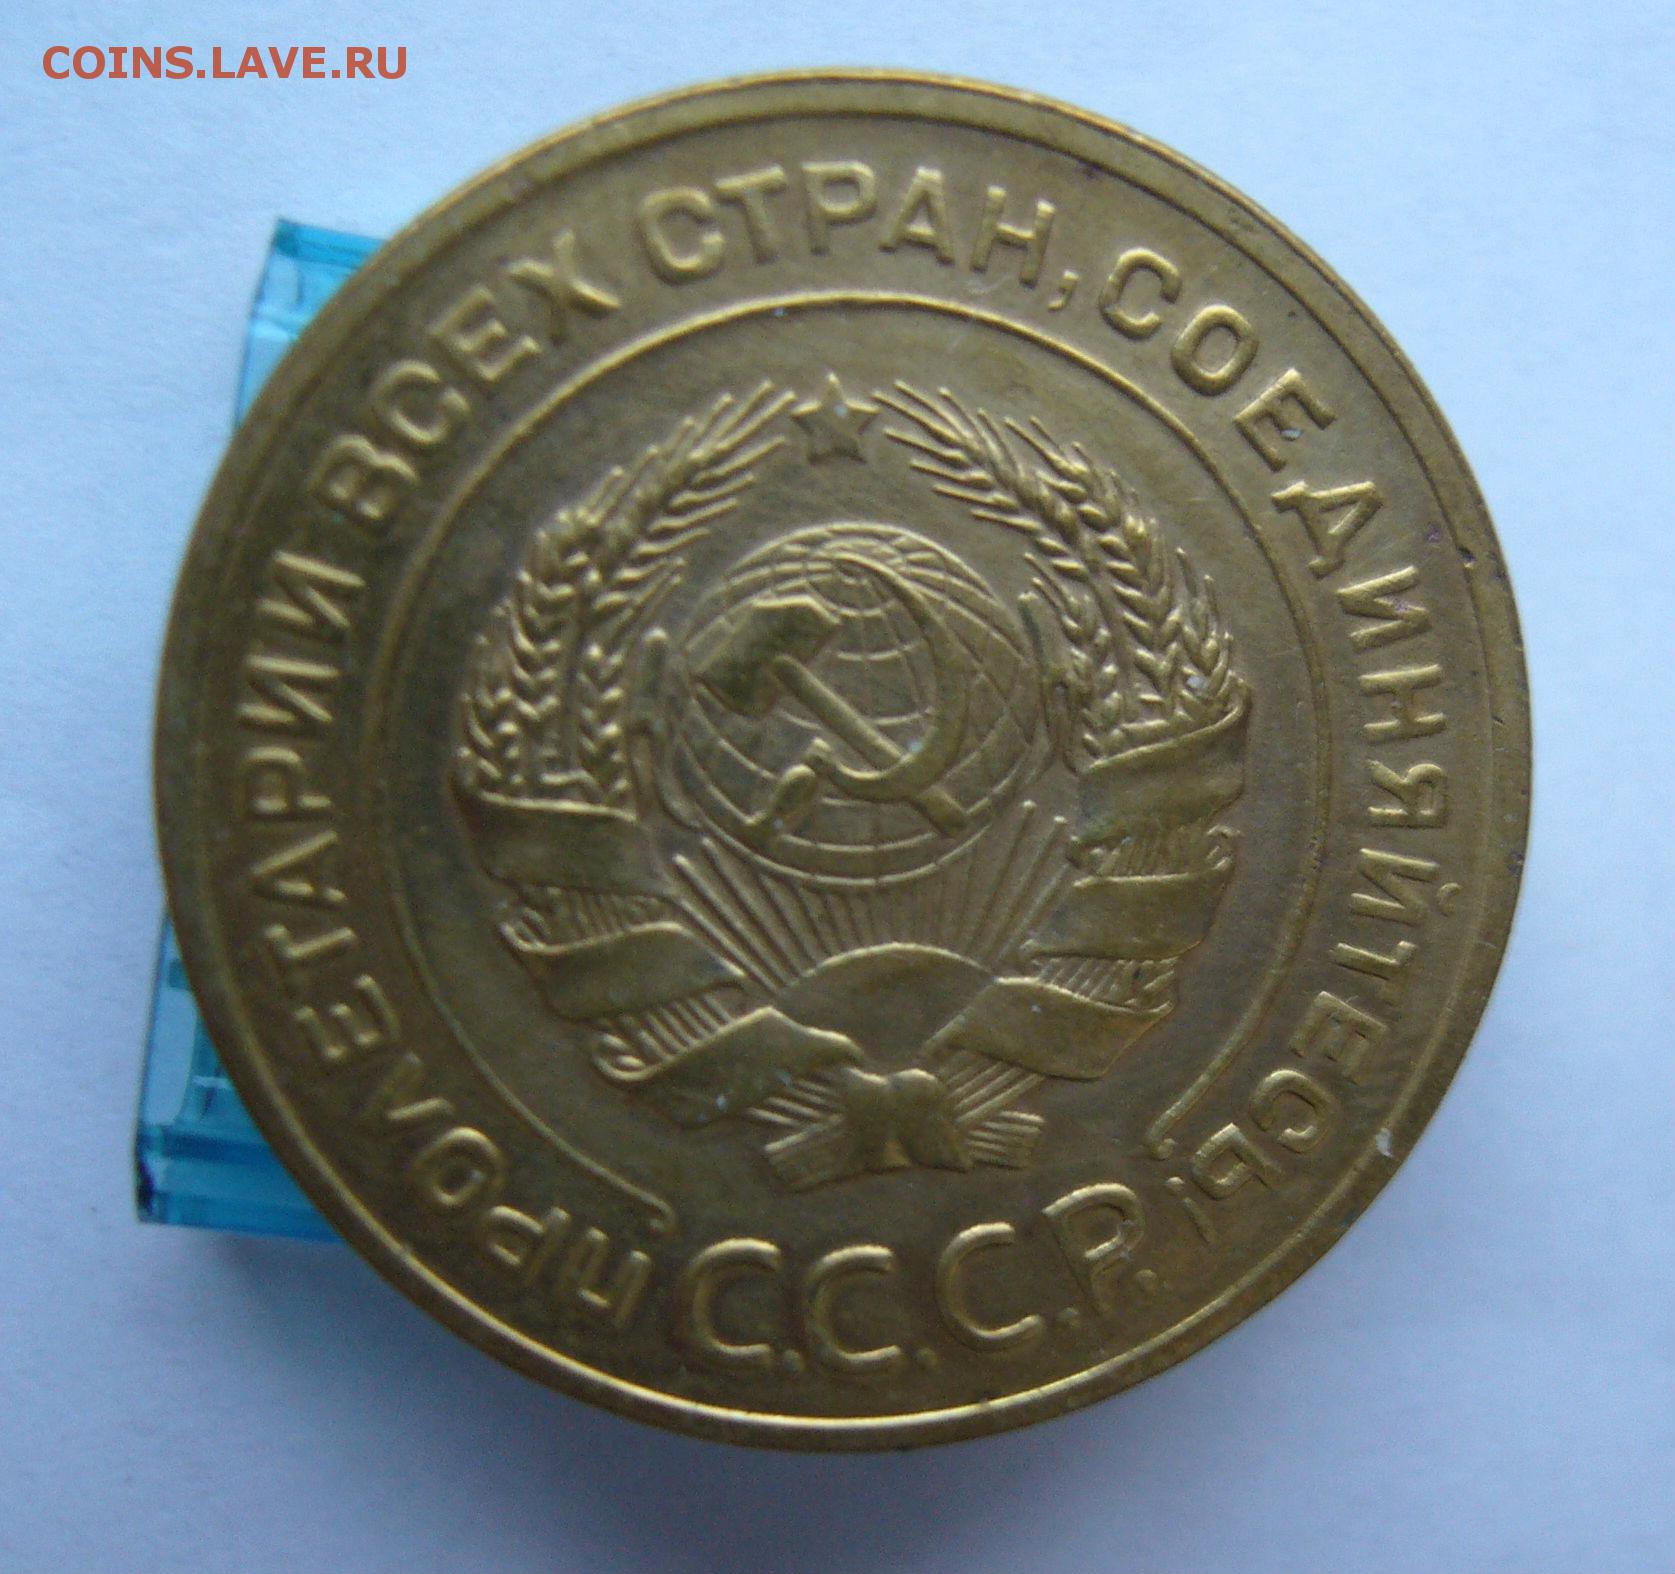 COINS.LAVE.RU
ПРОЛЕТАРИИ ВСЕХ СТРАН, СОЕДИНЯЙТЕСЬ!
С.С.С.Р.